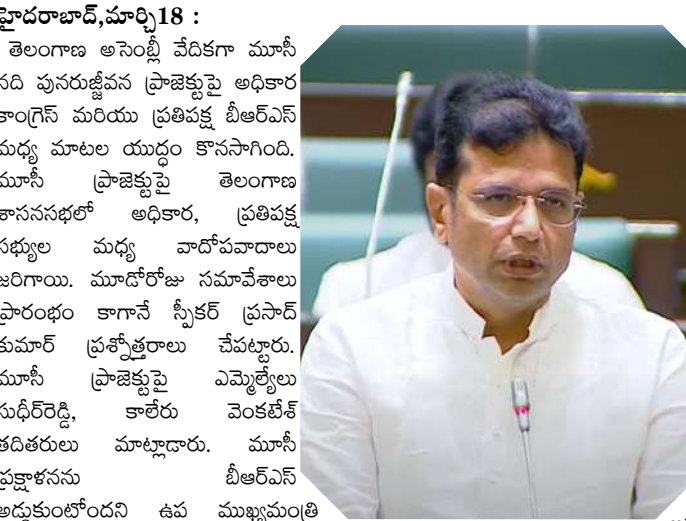 హైదరాబాద్,మార్చి18 :
తెలంగాణ అసెంబ్లీ వేదికగా మూసీ
నది పునరుజ్జీవన ప్రాజెక్టుపై అధికార
కాంగ్రెస్ మరియు ప్రతిపక్ష బీఆర్ఎస్
మధ్య మాటల యుద్ధం కొనసాగింది.
మూసీ ప్రాజెక్టుపై తెలంగాణ
శాసనసభలో అధికార, ప్రతిపక్ష
సభ్యుల మధ్య వాదోపవాదాలు
జరిగాయి. మూడోరోజు సమావేశాలు
ప్రారంభం కాగానే స్పీకర్ ప్రసాద్
కుమార్ ప్రశ్నోత్తరాలు చేపట్టారు.
మూసీ ప్రాజెక్టుపై ఎమ్మెల్యేలు
సుధీర్‌రెడ్డి, కాలేరు వెంకటేశ్
తదితరులు మాట్లాడారు. మూసీ
ప్రక్షాళనను బీఆర్ఎస్
అడ్డుకుంటోందని ఉప ముఖ్యమంత్రి